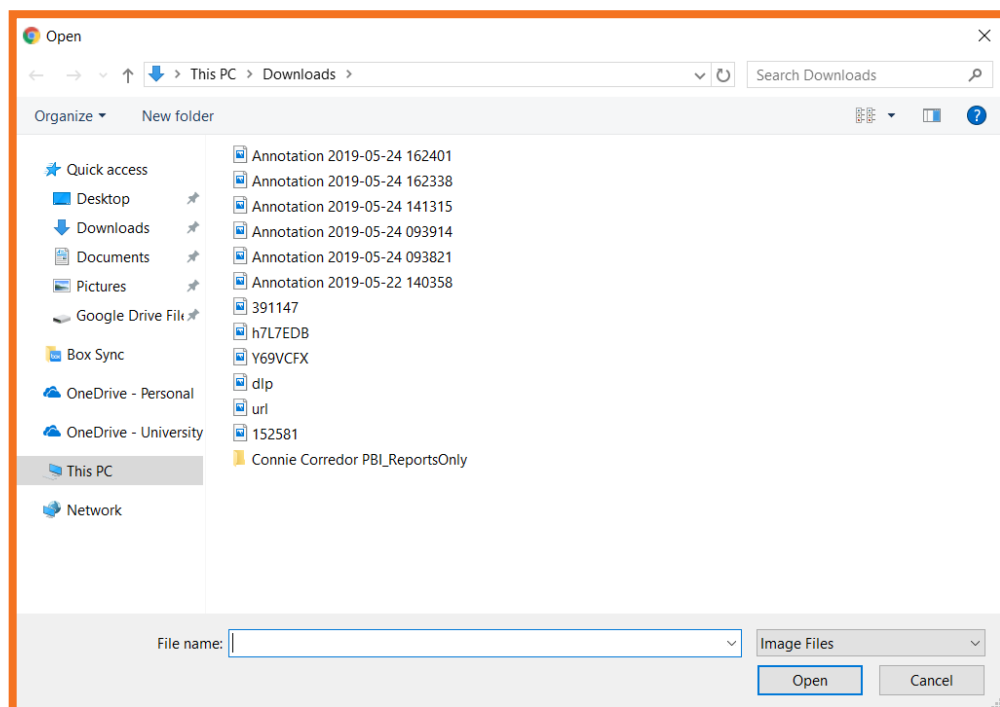 Open
This PC > Downloads >
Search Downloads
Organize
New folder
?
Quick access
Desktop
Downloads
Documents
Pictures
Google Drive File
Box Sync
OneDrive - Personal
OneDrive - University
This PC
Network
Annotation 2019-05-24 162401
Annotation 2019-05-24 162338
Annotation 2019-05-24 141315
Annotation 2019-05-24 093914
Annotation 2019-05-24 093821
Annotation 2019-05-22 140358
391147
h7L7EDB
Y69VCFX
dlp
url
152581
Connie Corredor PBI_ReportsOnly
File name:
Image Files
Open
Cancel